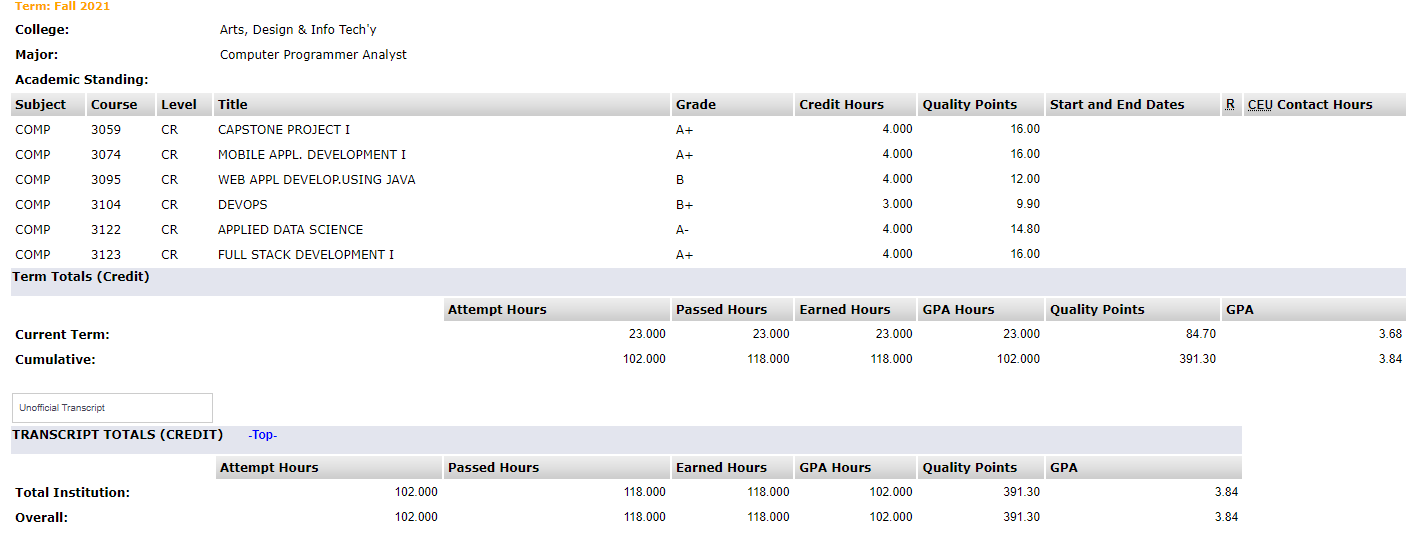 Term: Fall 2021
College: Arts, Design & Info Tech'y
Major: Computer Programmer Analyst
Academic Standing:
Subject Course Level Title Grade Credit Hours Quality Points Start and End Dates R CEU Contact Hours
COMP 3059 CR CAPSTONE PROJECT I A+ 4.000 16.00
COMP 3074 CR MOBILE APPL. DEVELOPMENT I A+ 4.000 16.00
COMP 3095 CR WEB APPL DEVELOP.USING JAVA B 4.000 12.00
COMP 3104 CR DEVOPS B+ 3.000 9.90
COMP 3122 CR APPLIED DATA SCIENCE A- 4.000 14.80
COMP 3123 CR FULL STACK DEVELOPMENT I A+ 4.000 16.00
Term Totals (Credit)
Attempt Hours Passed Hours Earned Hours GPA Hours Quality Points GPA
Current Term: 23.000 23.000 23.000 23.000 84.70 3.68
Cumulative: 102.000 118.000 118.000 102.000 391.30 3.84
Unofficial Transcript
TRANSCRIPT TOTALS (CREDIT) -Top-
Attempt Hours Passed Hours Earned Hours GPA Hours Quality Points GPA
Total Institution: 102.000 118.000 118.000 102.000 391.30 3.84
Overall: 102.000 118.000 118.000 102.000 391.30 3.84